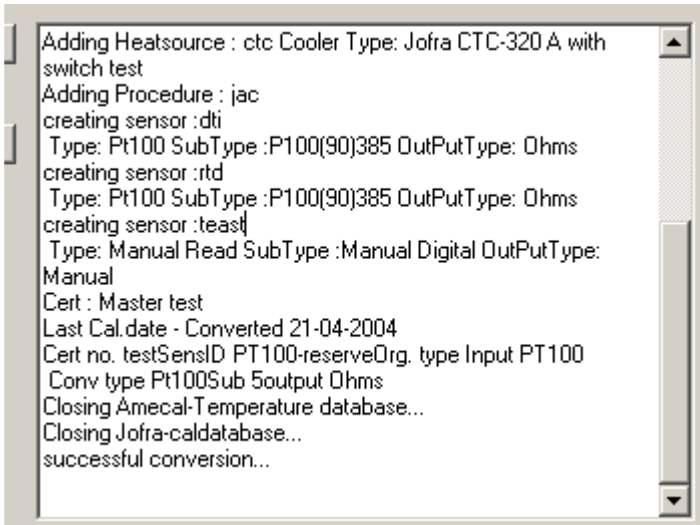 Adding Heatsource : ctc Cooler Type: Jofra CTC-320 A with
switch test
Adding Procedure : jac
creating sensor :dti
Type: Pt100 SubType :P100(90)385 OutPutType: Ohms
creating sensor :rtd
Type: Pt100 SubType :P100(90)385 OutPutType: Ohms
creating sensor :teast
Type: Manual Read SubType :Manual Digital OutPutType:
Manual
Cert : Master test
Last Cal.date - Converted 21-04-2004
Cert no. testSensID PT100-reserveOrg. type Input PT100
Conv type Pt100Sub 5output Ohms
Closing Amecal-Temperature database...
Closing Jofra-caldatabase...
successful conversion...